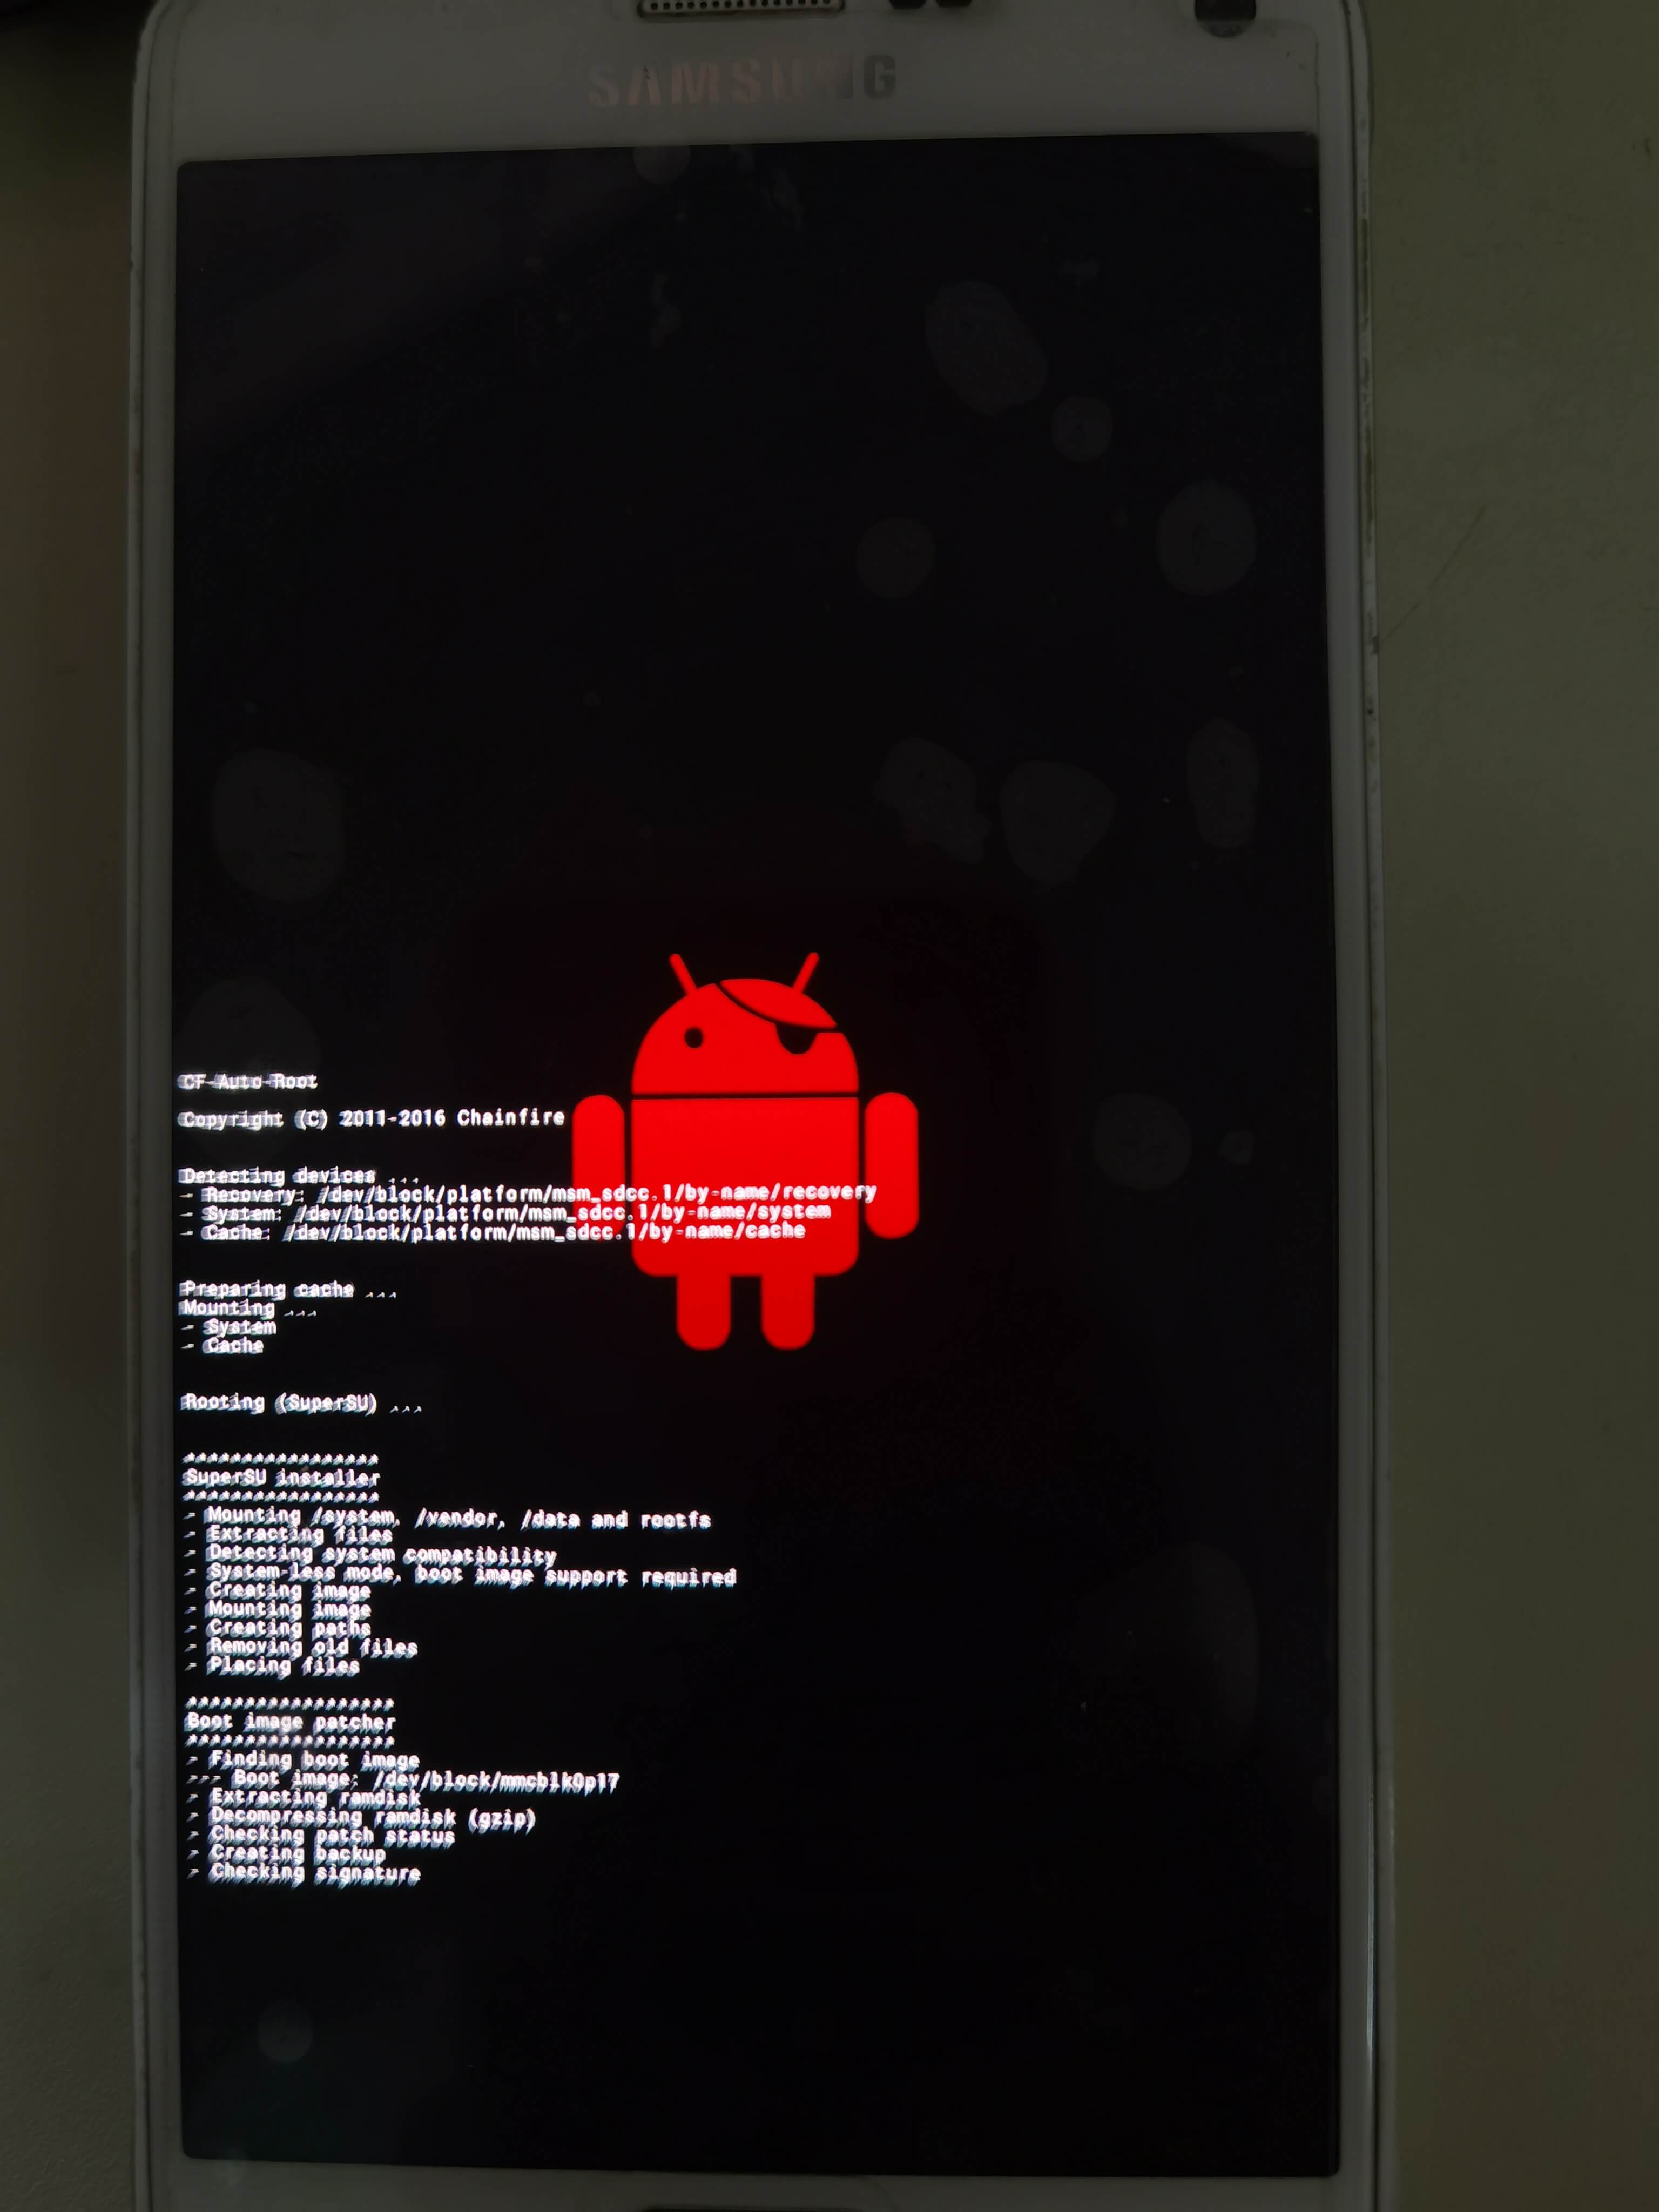 SAMSUNG
CF-Auto-Root
Copyright (C) 2011-2016 Chainfire
Detecting devices ...
- Recovery: /dev/block/platform/msm_sdcc.1/by-name/recovery
- System: /dev/block/platform/msm_sdcc.1/by-name/system
- Cache: /dev/block/platform/msm_sdcc.1/by-name/cache
Preparing cache ...
Mounting ...
- System
- Cache
Rooting (SuperSU) ...
*****************
SuperSU installer
*****************
- Mounting /system, /vendor, /data and rootfs
- Extracting files
- Detecting system compatibility
- System-less mode, boot image support required
- Creating image
- Mounting image
- Creating paths
- Removing old files
- Placing files
******************
Boot image patcher
******************
- Finding boot image
--- Boot image: /dev/block/mmcblk0p17
- Extracting ramdisk
- Decompressing ramdisk (gzip)
- Checking patch status
- Creating backup
- Checking signature